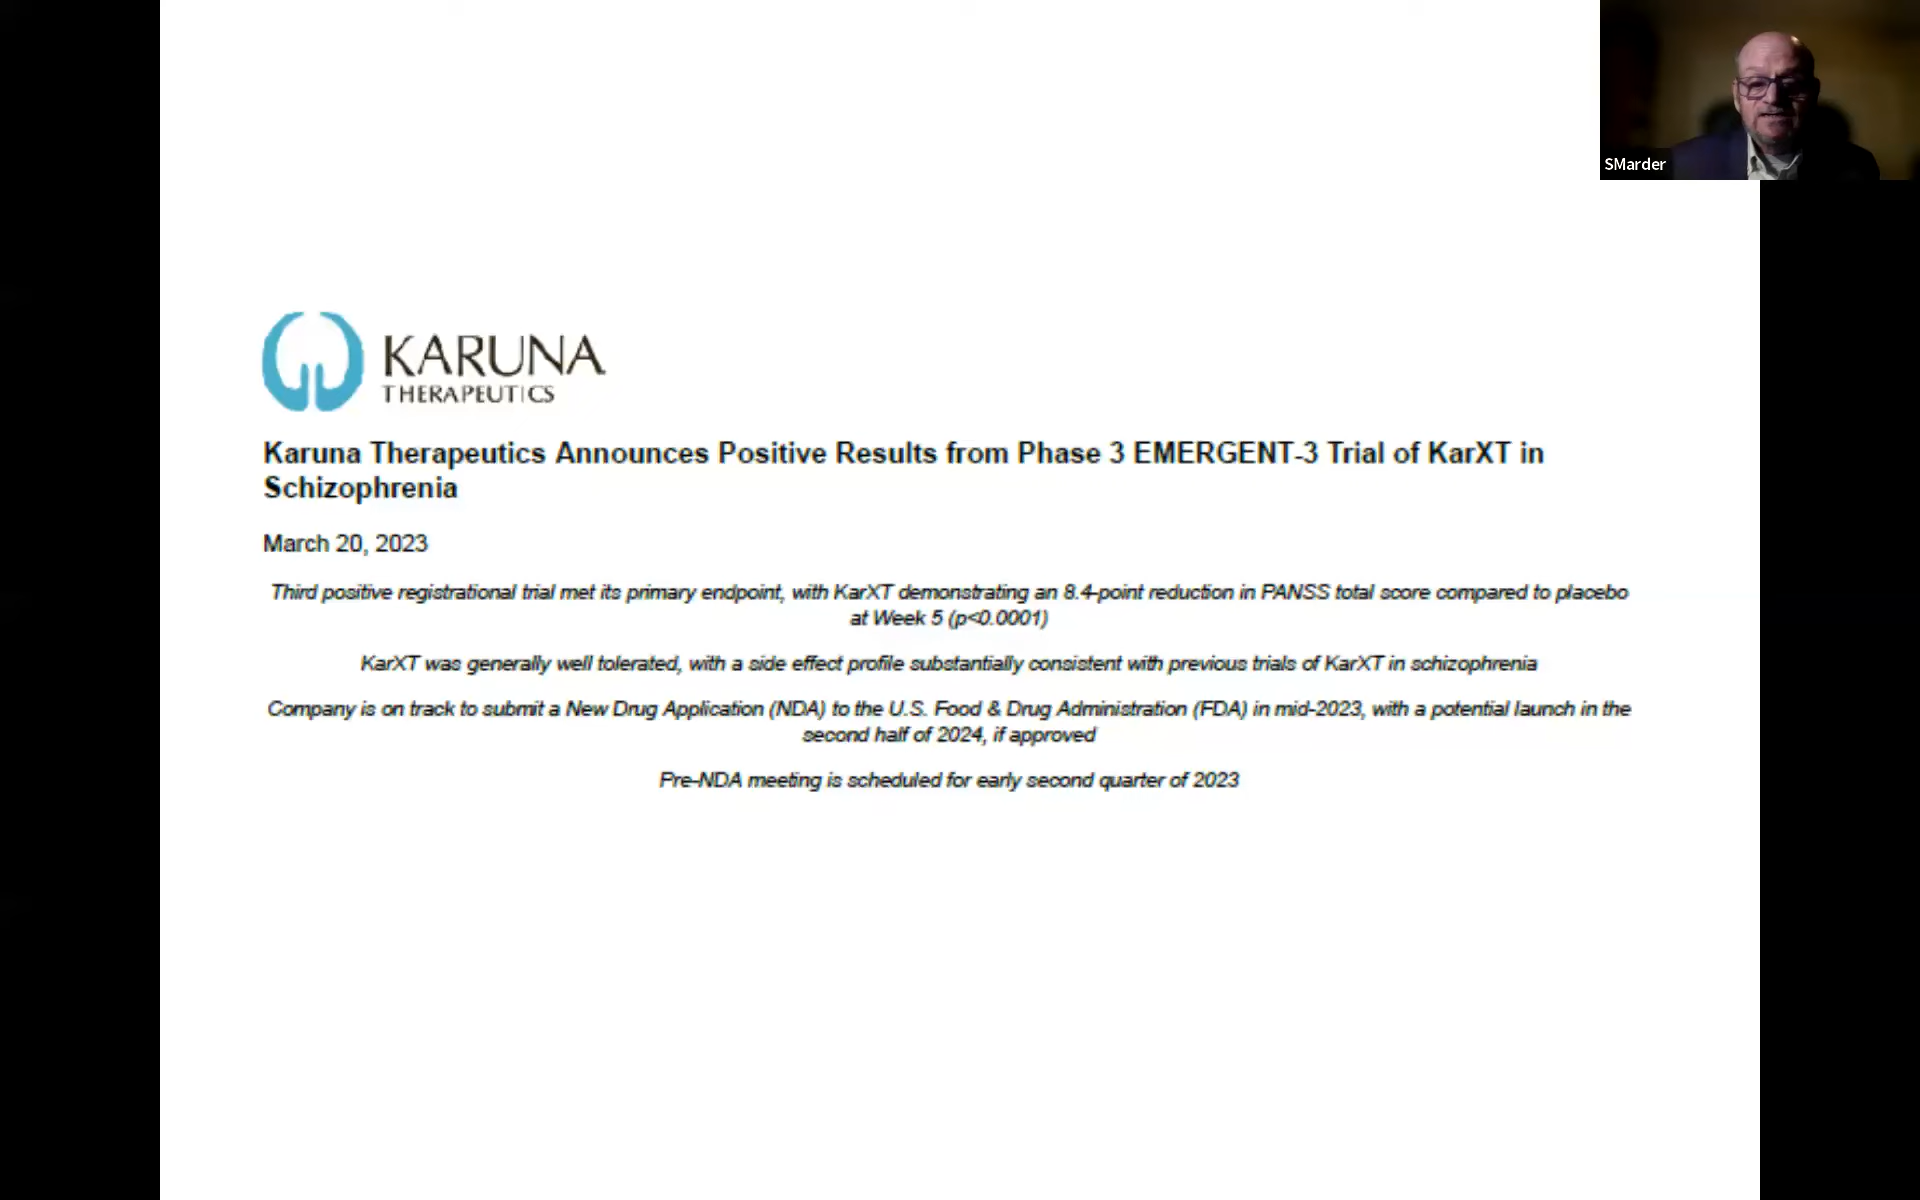 SMarder
KARUNA
THERAPEUTICS
Karuna Therapeutics Announces Positive Results from Phase 3 EMERGENT-3 Trial of KarXT in
Schizophrenia
March 20, 2023
Third positive registrational trial met its primary endpoint, with KarXT demonstrating an 8.4-point reduction in PANSS total score compared to placebo
at Week 5 (p<0.0001)
KarXT was generally well tolerated, with a side effect profile substantially consistent with previous trials of KarXT in schizophrenia
Company is on track to submit a New Drug Application (NDA) to the U.S. Food & Drug Administration (FDA) in mid-2023, with a potential launch in the
second half of 2024, if approved
Pre-NDA meeting is scheduled for early second quarter of 2023